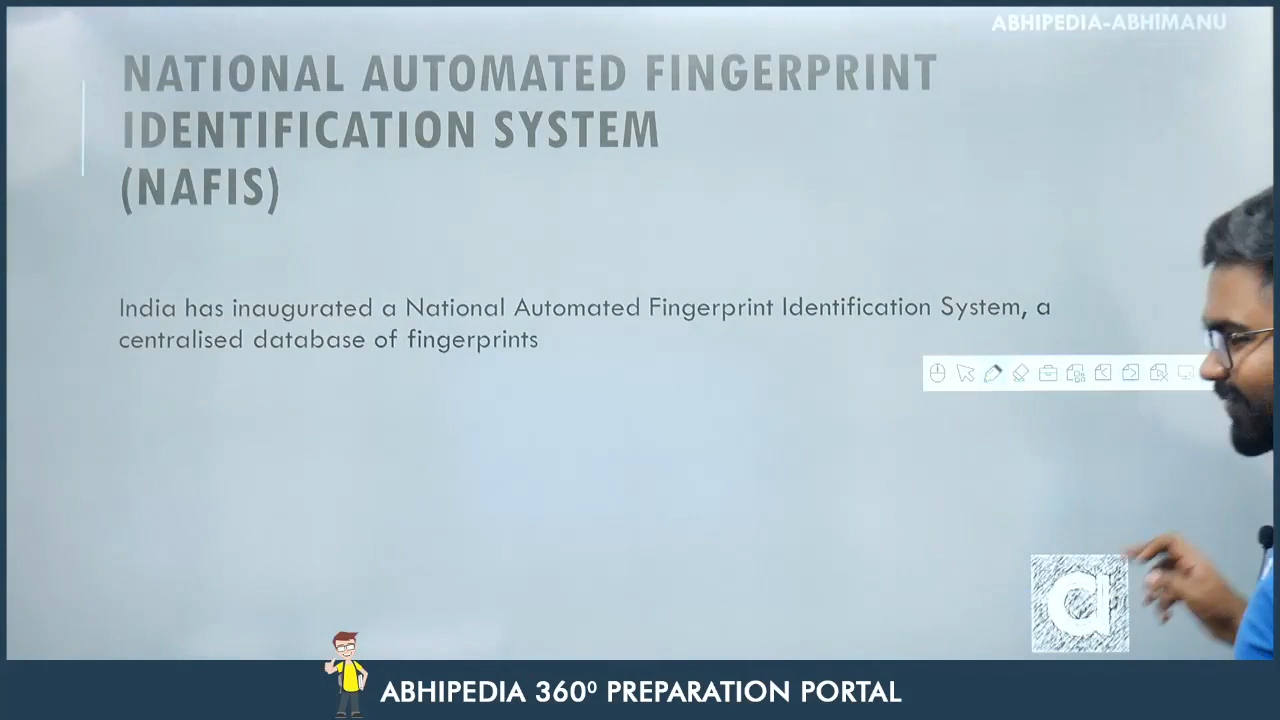 ABHIPEDIA-ABHIMANU
NATIONAL AUTOMATED FINGERPRINT
IDENTIFICATION SYSTEM
(NAFIS)
India has inaugurated a National Automated Fingerprint Identification System, a
centralised database of fingerprints
a
ABHIPEDIA 360⁰ PREPARATION PORTAL